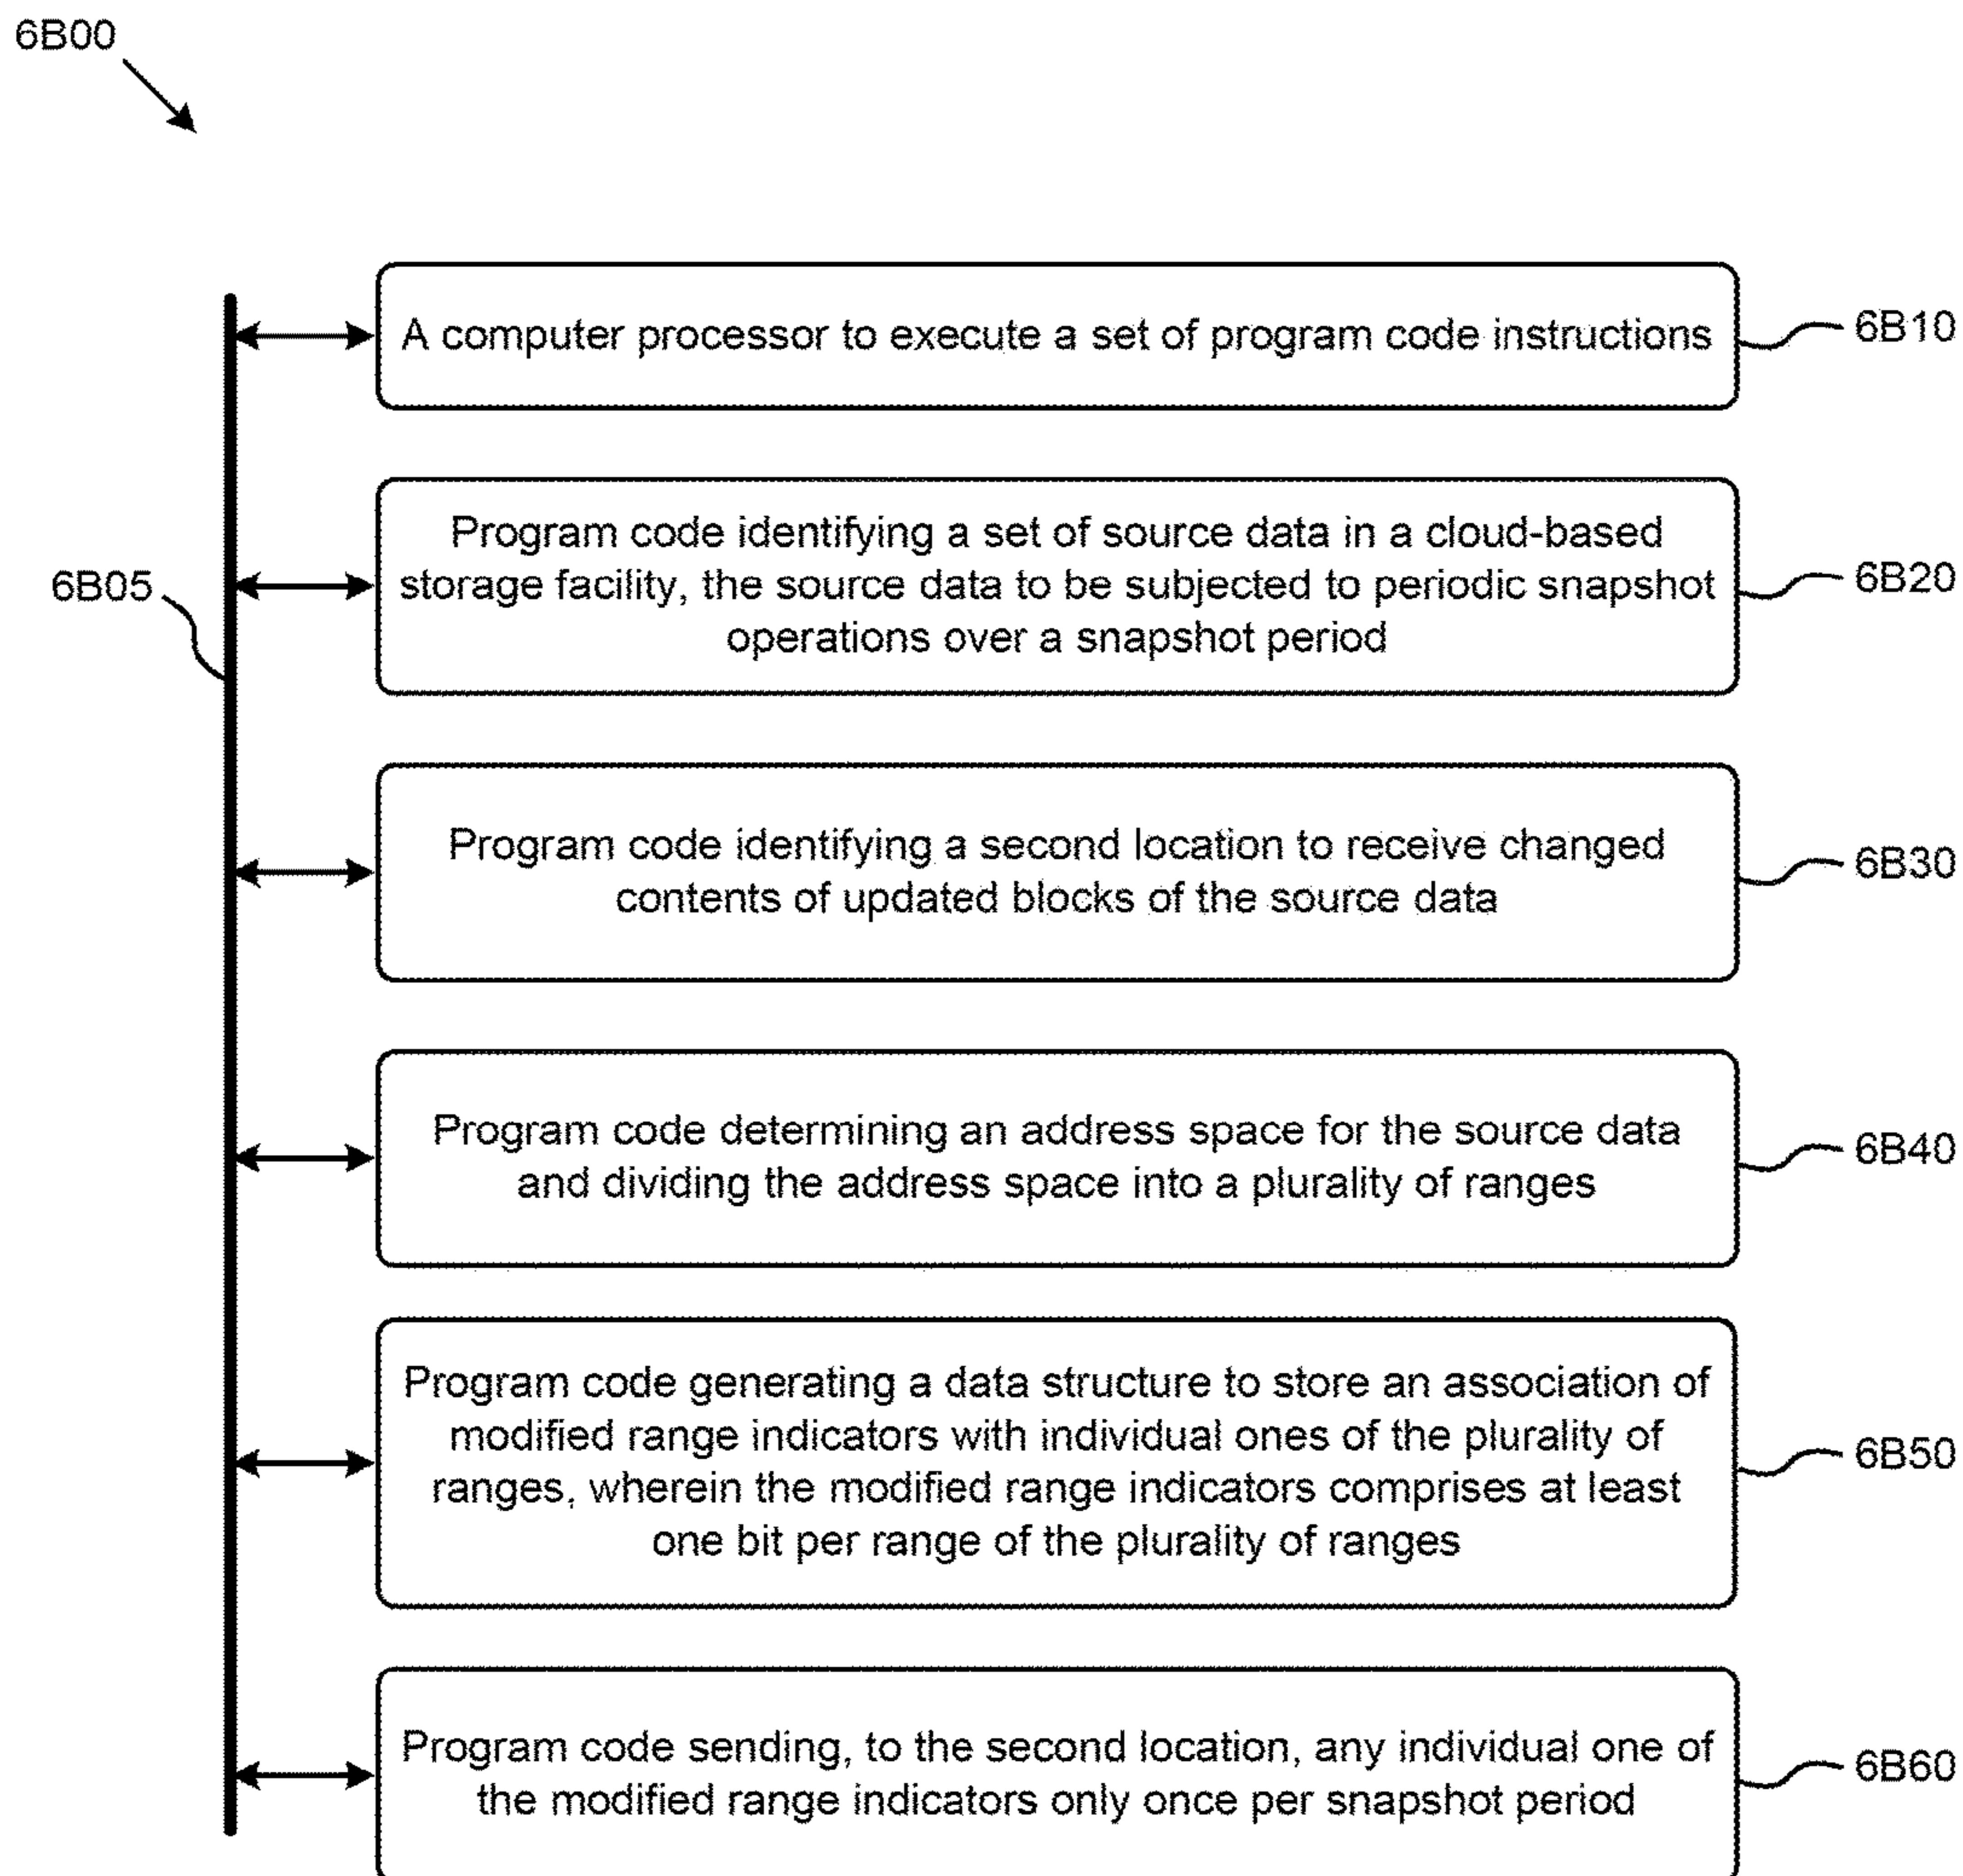 6B00
A computer processor to execute a set of program code instructions
6B10
Program code identifying a set of source data in a cloud-based
storage facility, the source data to be subjected to periodic snapshot
operations over a snapshot period
6B20
6B05
Program code identifying a second location to receive changed
contents of updated blocks of the source data
6B30
Program code determining an address space for the source data
and dividing the address space into a plurality of ranges
6B40
Program code generating a data structure to store an association of
modified range indicators with individual ones of the plurality of
ranges, wherein the modified range indicators comprises at least
one bit per range of the plurality of ranges
6B50
Program code sending, to the second location, any individual one of
the modified range indicators only once per snapshot period
6B60